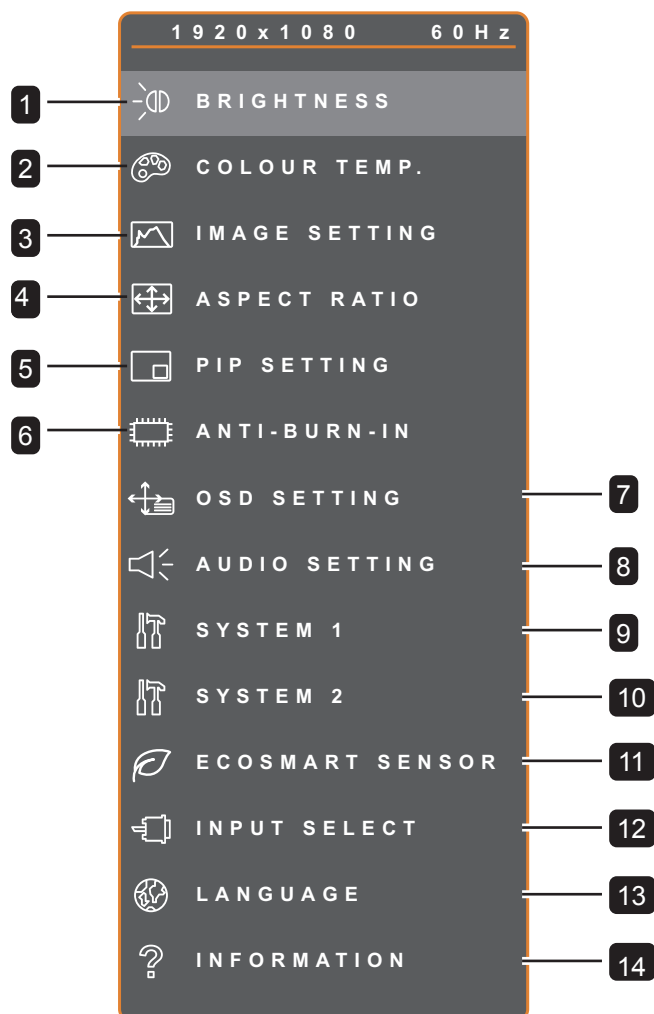 1920x1080 60Hz
1 BRIGHTNESS
2 COLOUR TEMP.
3 IMAGE SETTING
4 ASPECT RATIO
5 PIP SETTING
6 ANTI-BURN-IN
OSD SETTING 7
AUDIO SETTING 8
SYSTEM 1 9
SYSTEM 2 10
ECOSMART SENSOR 11
INPUT SELECT 12
LANGUAGE 13
INFORMATION 14